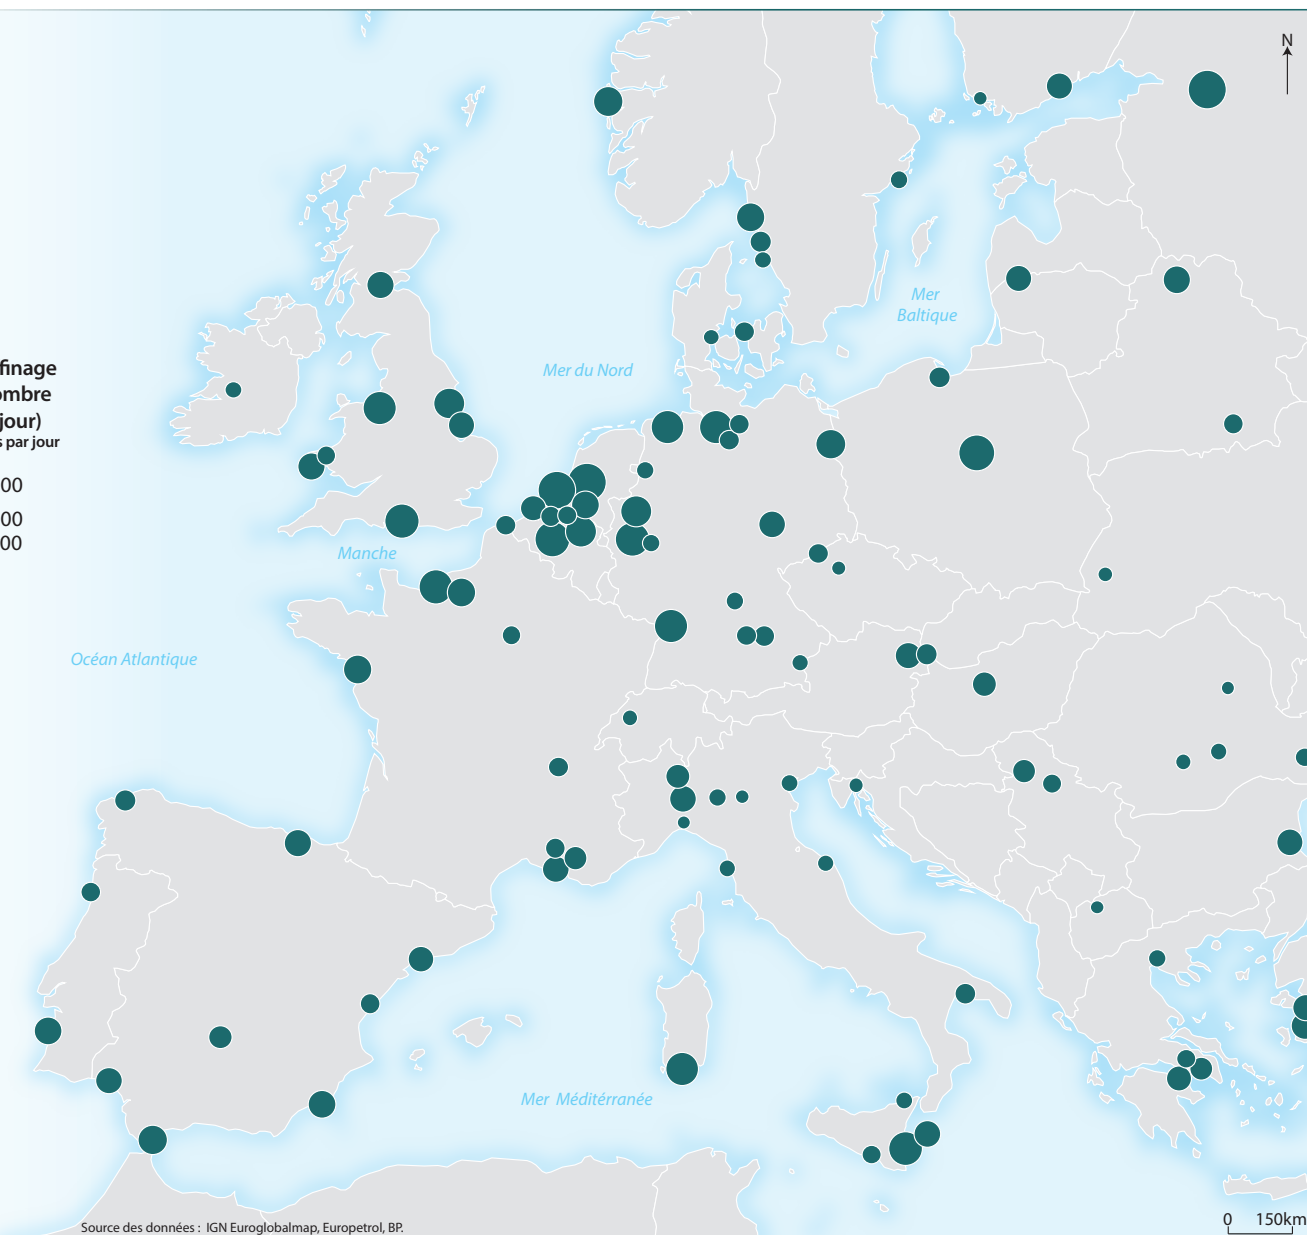 N
Mer
Baltique
Mer du Nord
finage
ombre
jour)
s par jour
00
00
00
Manche
Océan Atlantique
Mer Méditérranée
Source des données : IGN Euroglobalmap, Europetrol, BP.
0 150km